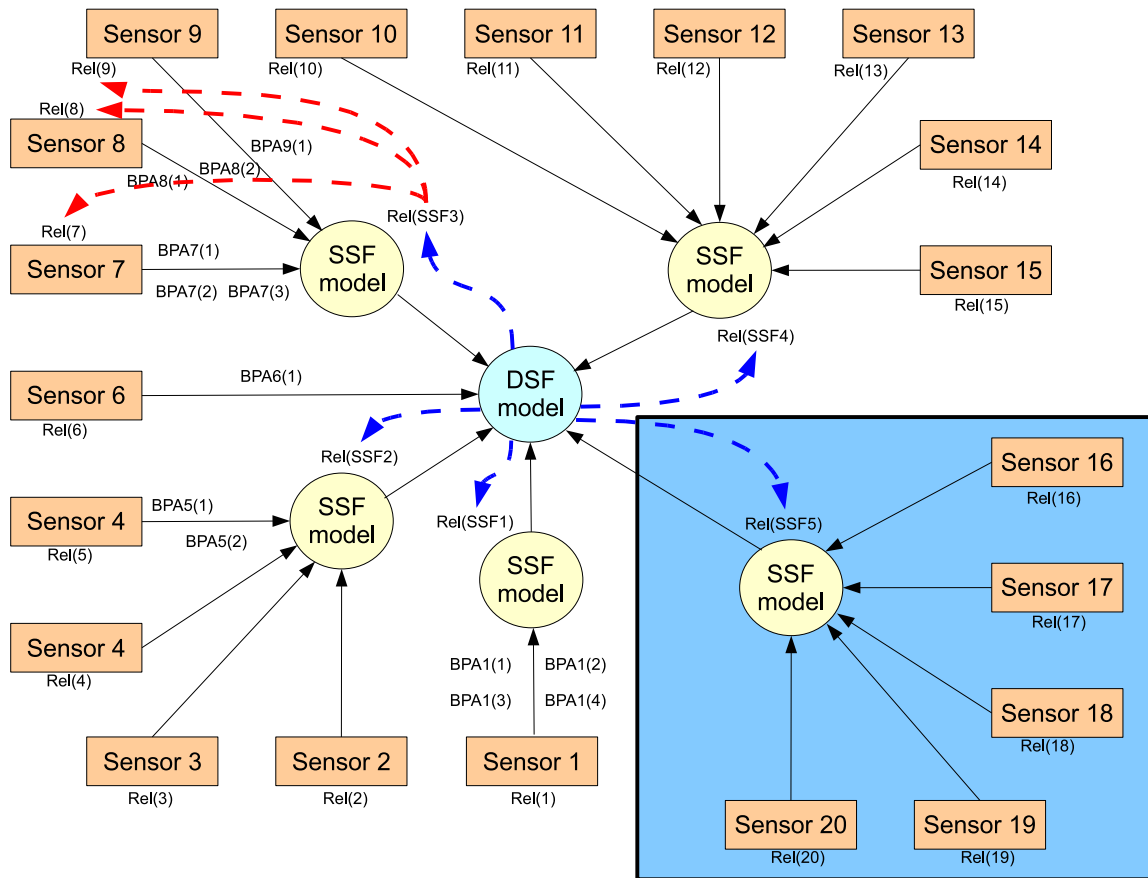 Sensor 9
Sensor 10
Sensor 11
Sensor 12
Sensor 13
Rel(9)
Rel(10)
Rel(11)
Rel(12)
Rel(13)
Rel(8)
Sensor 8
BPA9(1)
Sensor 14
BPA8(1)
BPA8(2)
Rel(14)
Rel(SSF3)
Rel(7)
Sensor 7
BPA7(1)
BPA7(2)
BPA7(3)
SSF
model
SSF
model
Sensor 15
Rel(15)
Rel(SSF4)
Sensor 6
Rel(6)
BPA6(1)
DSF
model
Rel(SSF2)
Sensor 16
Rel(16)
Sensor 4
Rel(5)
BPA5(1)
BPA5(2)
SSF
model
Rel(SSF1)
Rel(SSF5)
SSF
model
SSF
model
Sensor 17
Rel(17)
Sensor 4
Rel(4)
BPA1(1)
BPA1(2)
BPA1(3)
BPA1(4)
Sensor 18
Rel(18)
Sensor 3
Rel(3)
Sensor 2
Rel(2)
Sensor 1
Rel(1)
Sensor 20
Rel(20)
Sensor 19
Rel(19)